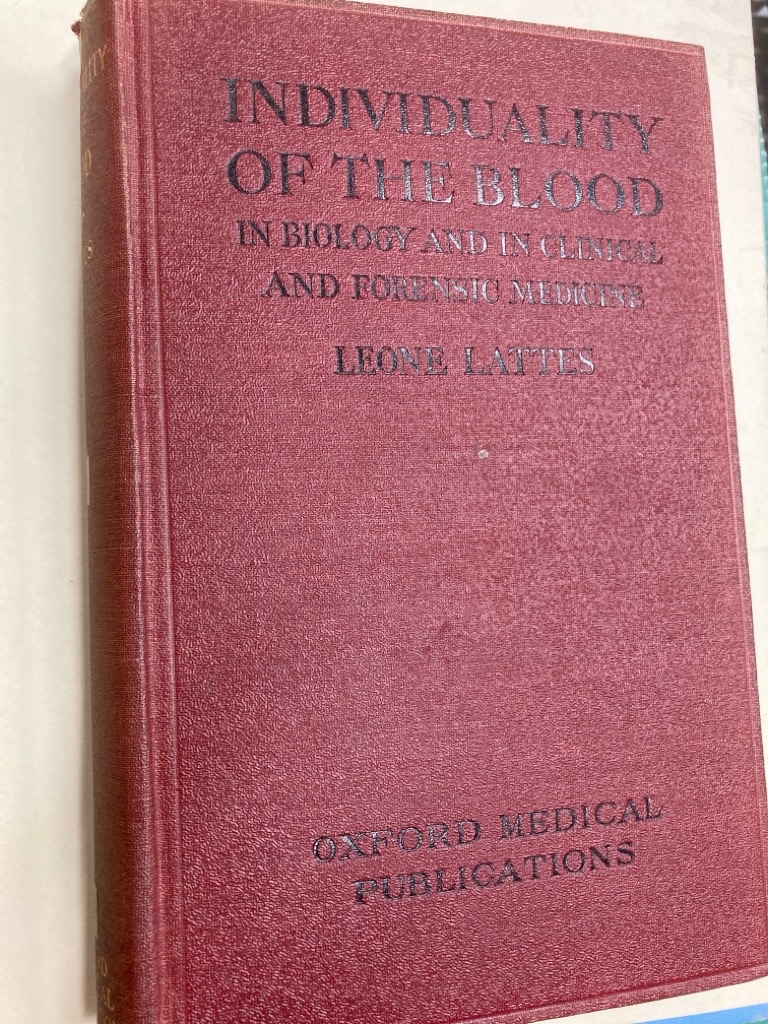 INDIVIDUALITY
OF THE BLOOD
IN BIOLOGY AND IN CLINICAL
AND FORENSIC MEDICINE
LEONE LATTES
OXFORD MEDICAL
PUBLICATIONS